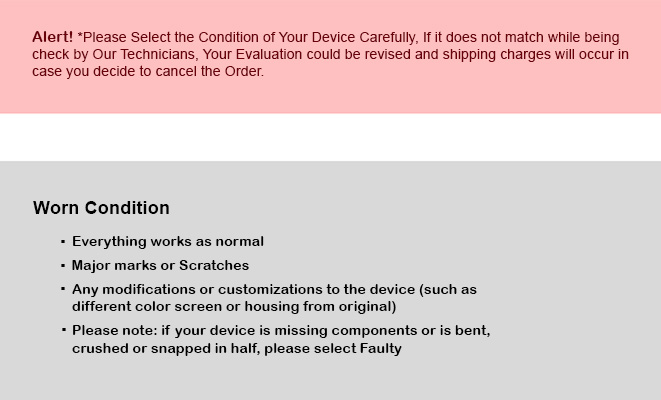 Alert! *Please Select the Condition of Your Device Carefully, If it does not match while being
check by Our Technicians, Your Evaluation could be revised and shipping charges will occur in
case you decide to cancel the Order.
Worn Condition
▪ Everything works as normal
▪ Major marks or Scratches
▪ Any modifications or customizations to the device (such as
different color screen or housing from original)
▪ Please note: if your device is missing components or is bent,
crushed or snapped in half, please select Faulty